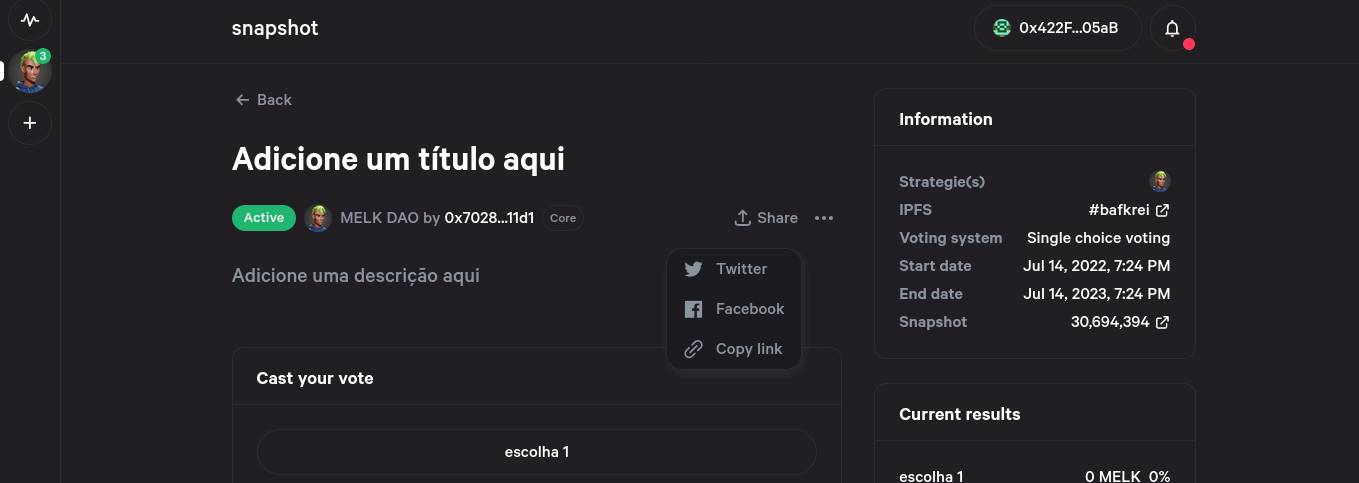 snapshot
0x422F...05aB
3
Back
Adicione um título aqui
Active MELK DAO by 0x7028...11d1 Core
Share
Adicione uma descrição aqui
Twitter
Facebook
Copy link
Cast your vote
escolha 1
Information
Strategie(s)
IPFS #bafkrei
Voting system Single choice voting
Start date Jul 14, 2022, 7:24 PM
End date Jul 14, 2023, 7:24 PM
Snapshot 30,694,394
Current results
escolha 1 0 MELK 0%